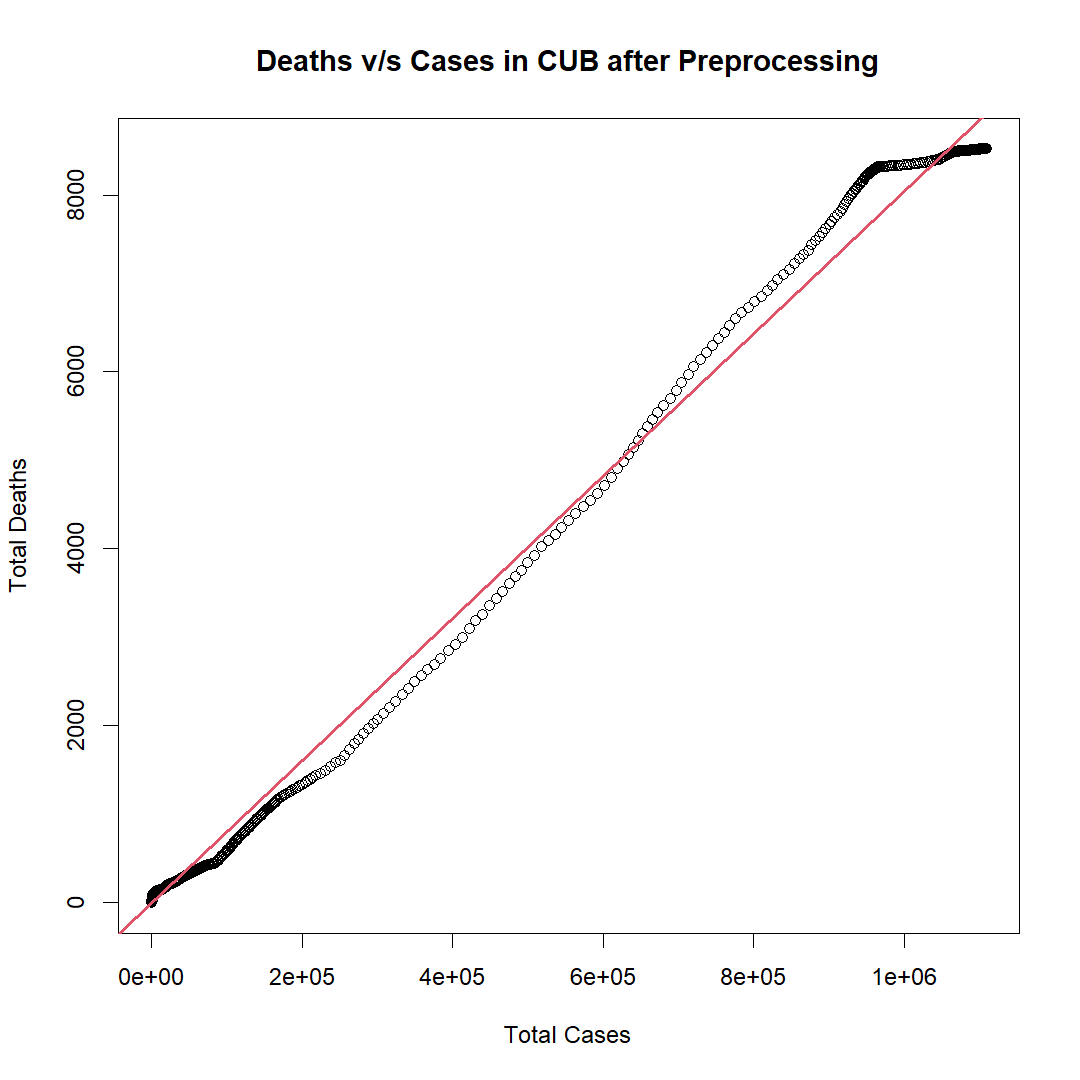 Deaths v/s Cases in CUB after Preprocessing
8000
6000
4000
2000
0
Total Deaths
0e+00 2e+05 4e+05 6e+05 8e+05 1e+06
Total Cases